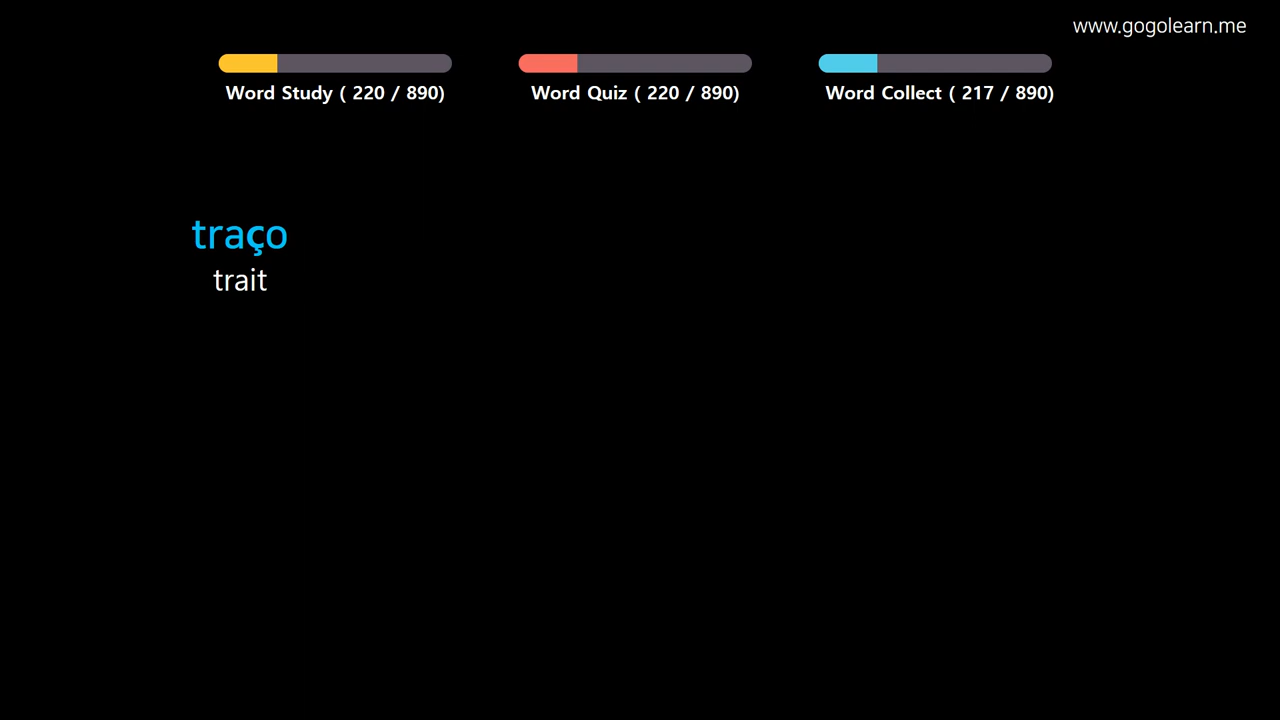 www.gogolearn.me
Word Study ( 220 / 890)
Word Quiz ( 220 / 890)
Word Collect ( 217 / 890)
traço
trait